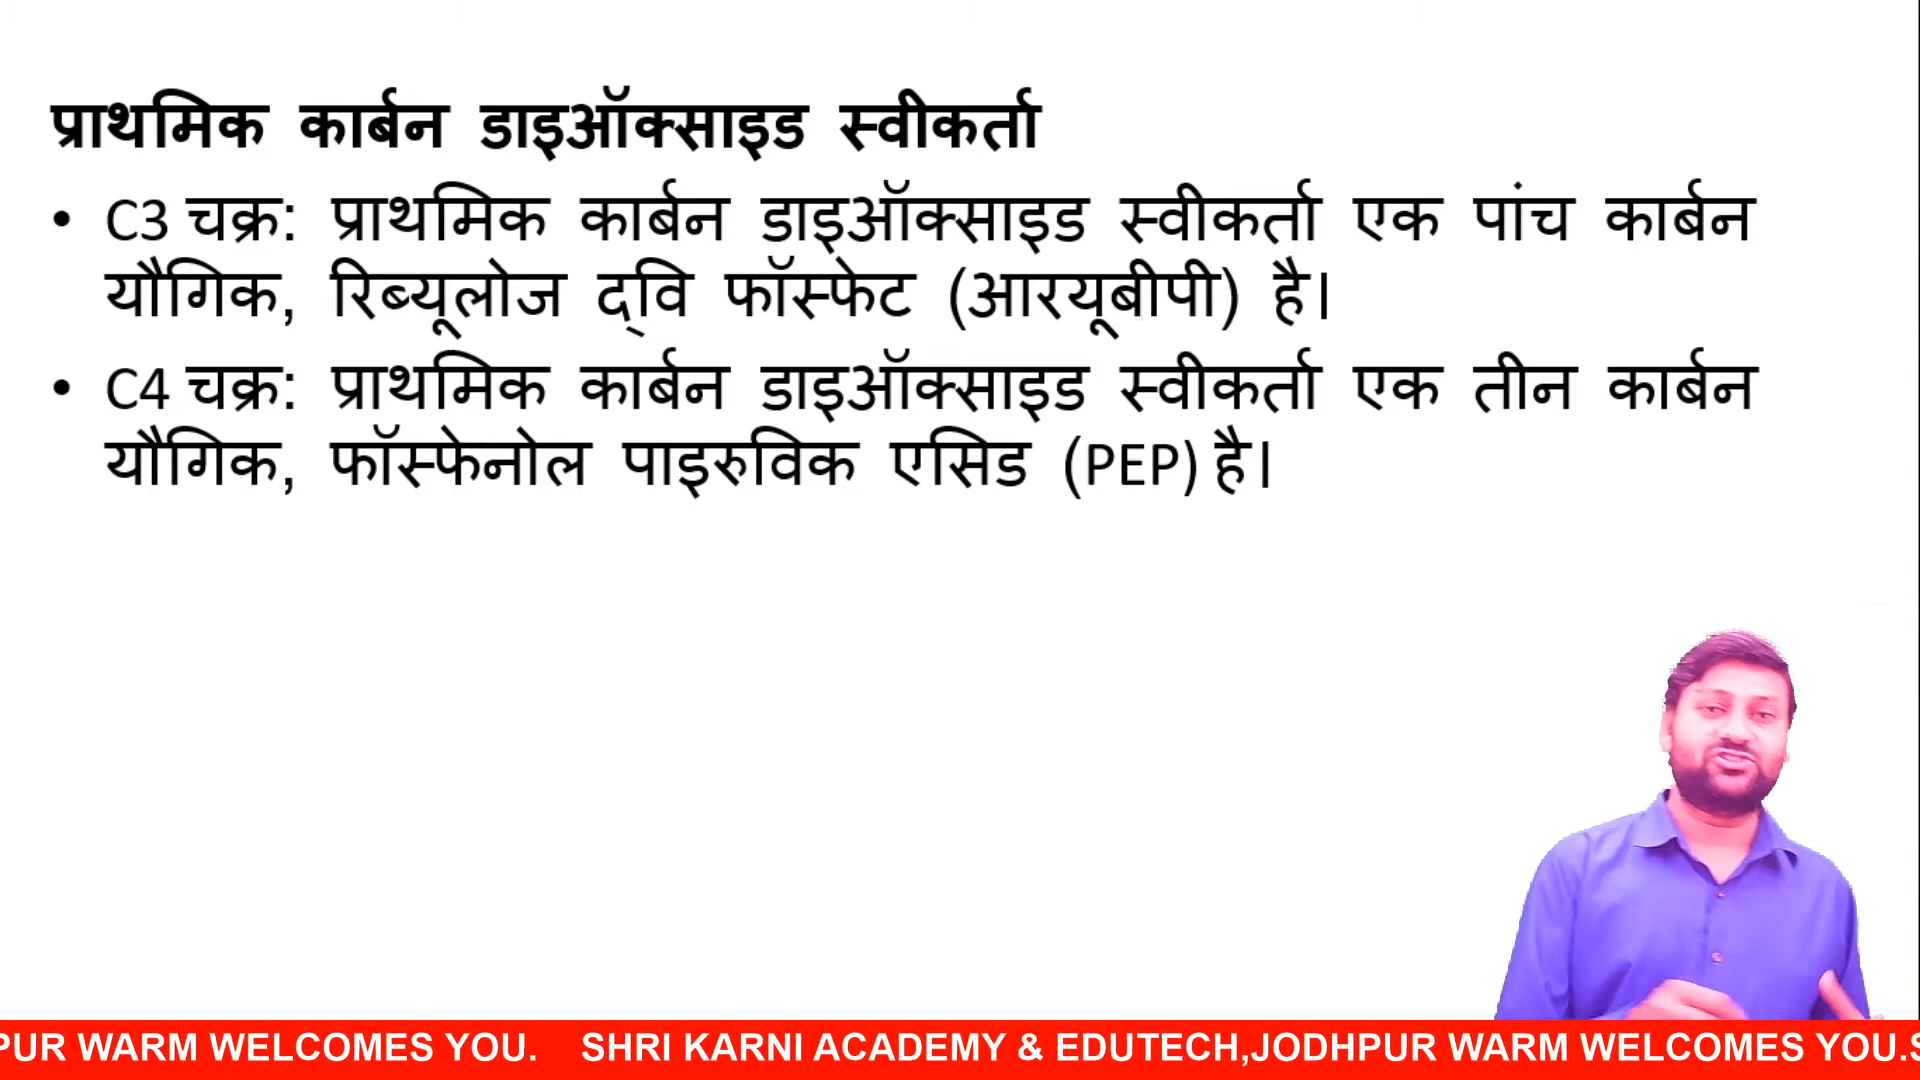 प्राथमिक कार्बन डाइऑक्साइड स्वीकर्ता
• C3 चक्र: प्राथमिक कार्बन डाइऑक्साइड स्वीकर्ता एक पांच कार्बन
यौगिक, रिब्यूलोज द्वि फॉस्फेट (आरयूबीपी) है।
• C4 चक्र: प्राथमिक कार्बन डाइऑक्साइड स्वीकर्ता एक तीन कार्बन
यौगिक, फॉस्फेनोल पाइरुविक एसिड (PEP) है।
PUR WARM WELCOMES YOU. SHRI KARNI ACADEMY & EDUTECH,JODHPUR WARM WELCOMES YOU.S